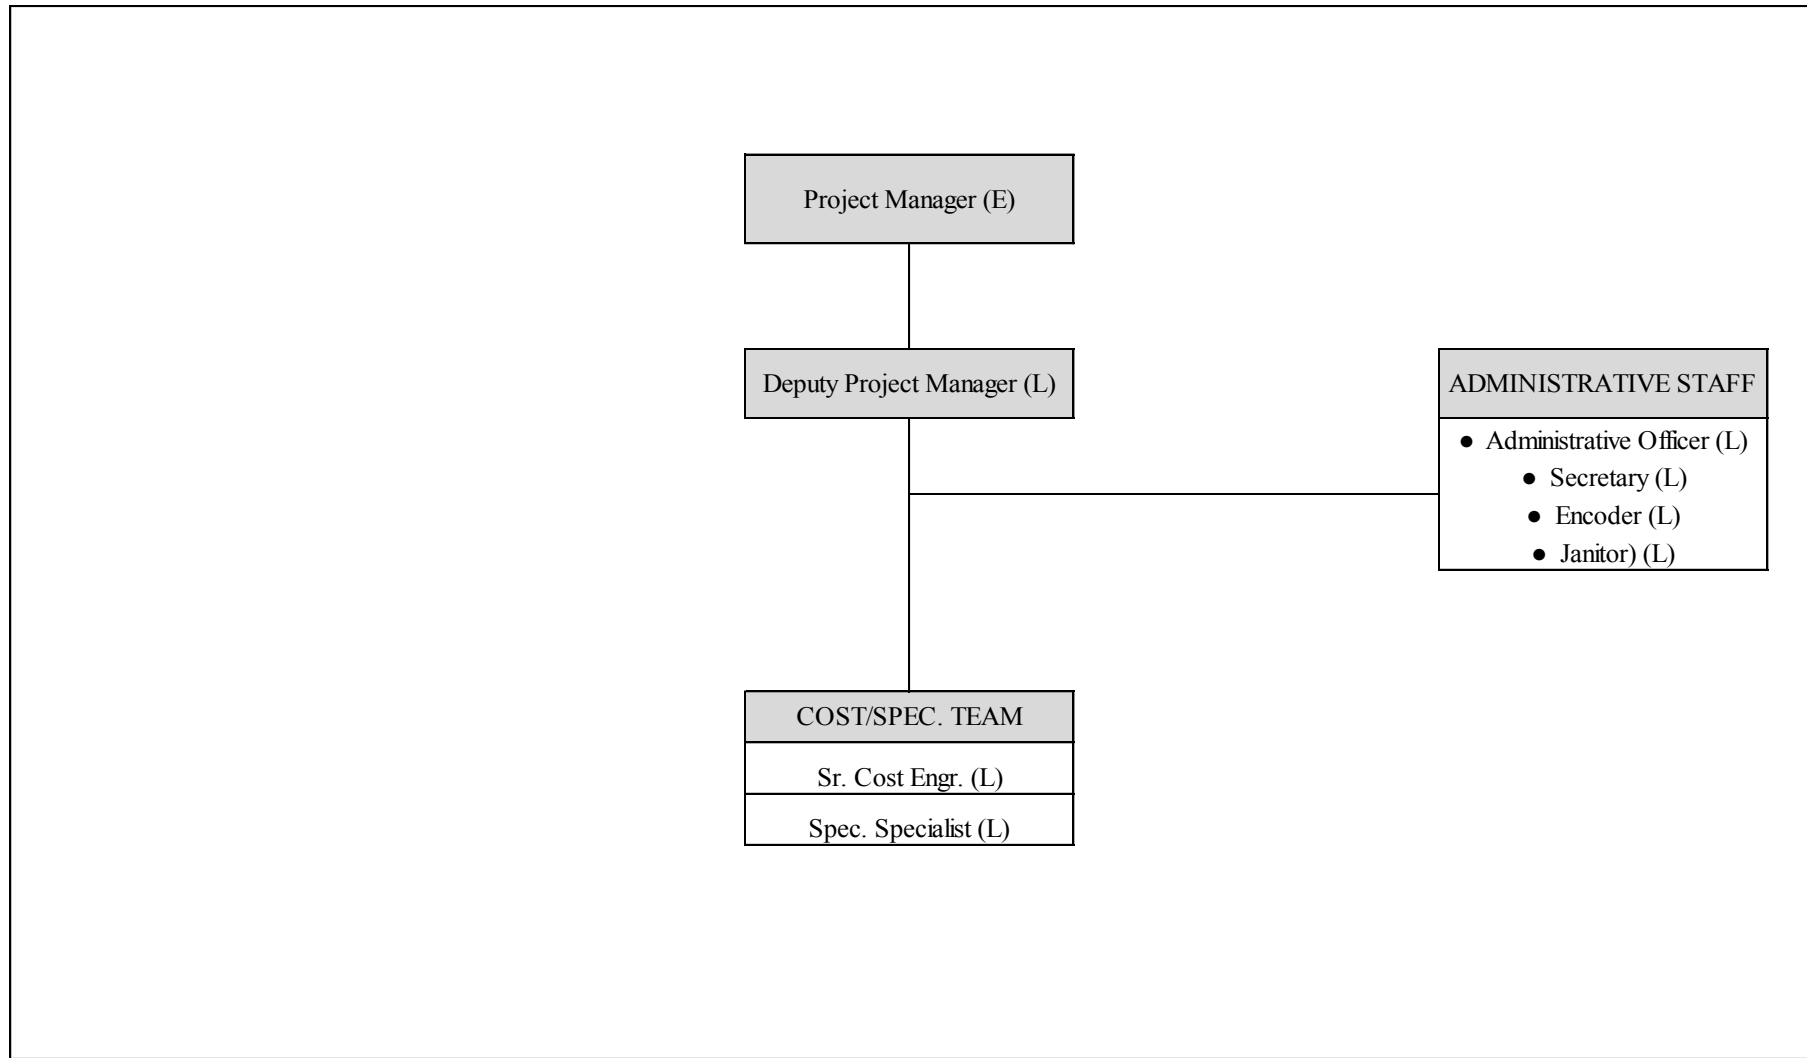 Project Manager (E)
Deputy Project Manager (L)
ADMINISTRATIVE STAFF
● Administrative Officer (L)
● Secretary (L)
● Encoder (L)
● Janitor) (L)
COST/SPEC. TEAM
Sr. Cost Engr. (L)
Spec. Specialist (L)